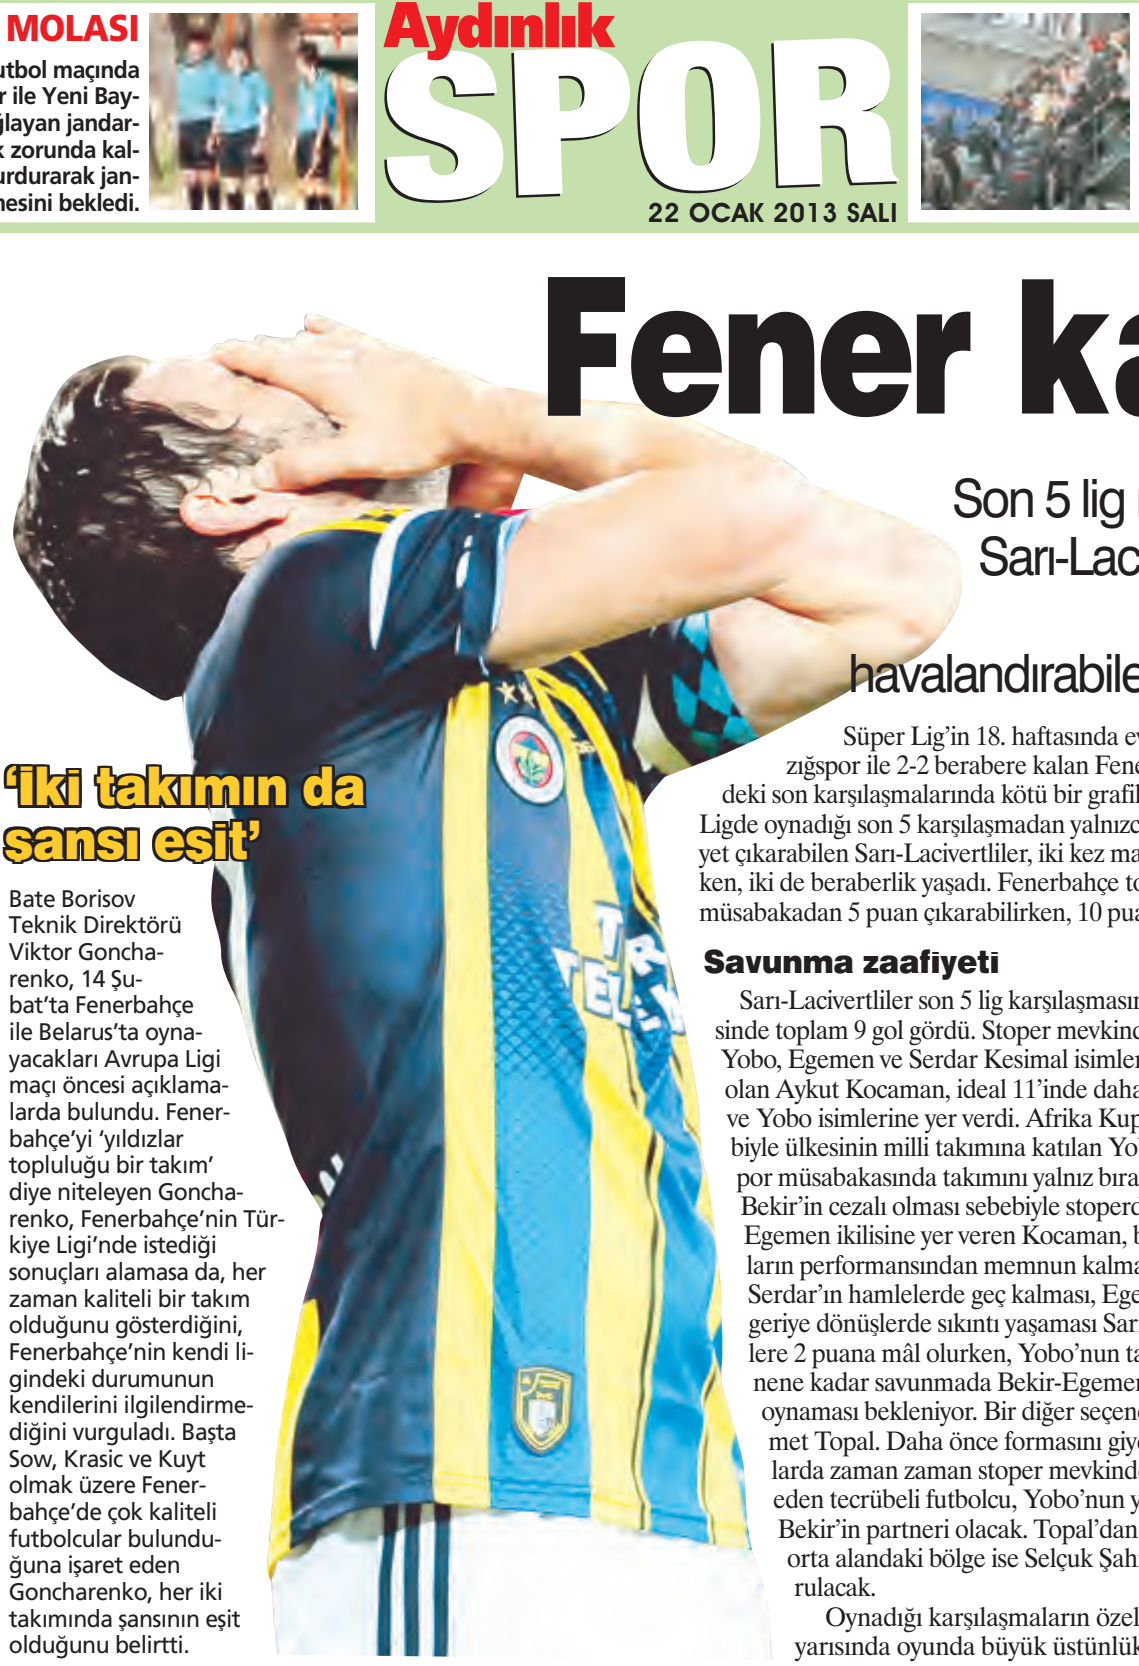 MOLASI
utbol maçında
r ile Yeni Bay-
ğlayan jandar-
k zorunda kal-
urdurarak jan-
mesini bekledi.
Aydınlık
SPOR
22 OCAK 2013 SALI
Fener ka
Son 5 lig
Sarı-Lac
havalandırabile
Süper Lig’in 18. haftasında ev
zığspor ile 2-2 berabere kalan Fene
deki son karşılaşmalarında kötü bir grafik
Ligde oynadığı son 5 karşılaşmadan yalnızc
yet çıkarabilen Sarı-Lacivertliler, iki kez ma
ken, iki de beraberlik yaşadı. Fenerbahçe to
müsabakadan 5 puan çıkarabilirken, 10 pua
Savunma zaafiyeti
Sarı-Lacivertliler son 5 lig karşılaşmasın
sinde toplam 9 gol gördü. Stoper mevkind
Yobo, Egemen ve Serdar Kesimal isimler
olan Aykut Kocaman, ideal 11’inde daha
ve Yobo isimlerine yer verdi. Afrika Kup
biyle ülkesinin milli takımına katılan Yo
por müsabakasında takımını yalnız bıra
Bekir’in cezalı olması sebebiyle stoperd
Egemen ikilisine yer veren Kocaman, b
ların performansından memnun kalma
Serdar’ın hamlelerde geç kalması, Ege
geriye dönüşlerde sıkıntı yaşaması Sarı
lere 2 puana mâl olurken, Yobo’nun ta
nene kadar savunmada Bekir-Egemen
oynaması bekleniyor. Bir diğer seçene
met Topal. Daha önce formasını giye
larda zaman zaman stoper mevkinde
eden tecrübeli futbolcu, Yobo’nun y
Bekir’in partneri olacak. Topal’dan
orta alandaki bölge ise Selçuk Şahi
rulacak.
Oynadığı karşılaşmaların özel
yarısında oyunda büyük üstünlük
‘İki takımın da
şansı eşit’
Bate Borisov
Teknik Direktörü
Viktor Goncha-
renko, 14 Şu-
bat’ta Fenerbahçe
ile Belarus’ta oyna-
yacakları Avrupa Ligi
maçı öncesi açıklama-
larda bulundu. Fener-
bahçe’yi ‘yıldızlar
topluluğu bir takım’
diye niteleyen Goncha-
renko, Fenerbahçe’nin Tür-
kiye Ligi’nde istediği
sonuçları alamasa da, her
zaman kaliteli bir takım
olduğunu gösterdiğini,
Fenerbahçe’nin kendi li-
gindeki durumunun
kendilerini ilgilendirme-
diğini vurguladı. Başta
Sow, Krasic ve Kuyt
olmak üzere Fener-
bahçe’de çok kaliteli
futbolcular bulundu-
ğuna işaret eden
Goncharenko, her iki
takımında şansının eşit
olduğunu belirtti.